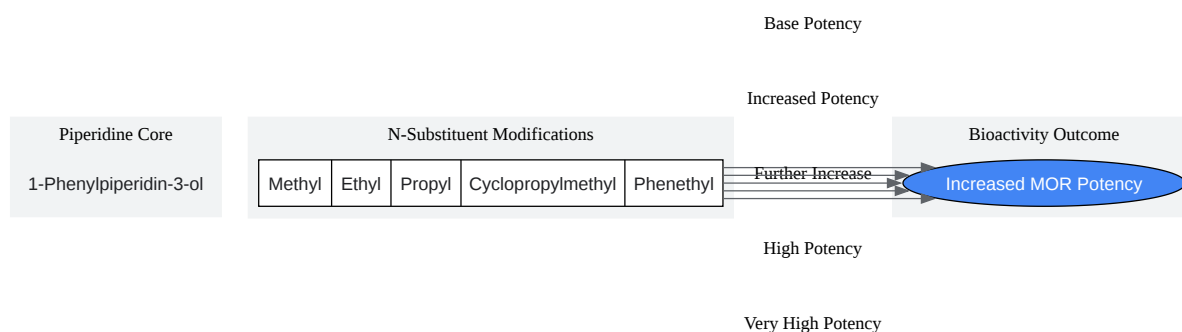 Base Potency
Increased Potency
Piperidine Core
N-Substituent Modifications
Bioactivity Outcome
1-Phenylpiperidin-3-ol
Methyl
Ethyl
Propyl
Cyclopropylmethyl
Phenethyl
Further Increase
Increased MOR Potency
High Potency
Very High Potency